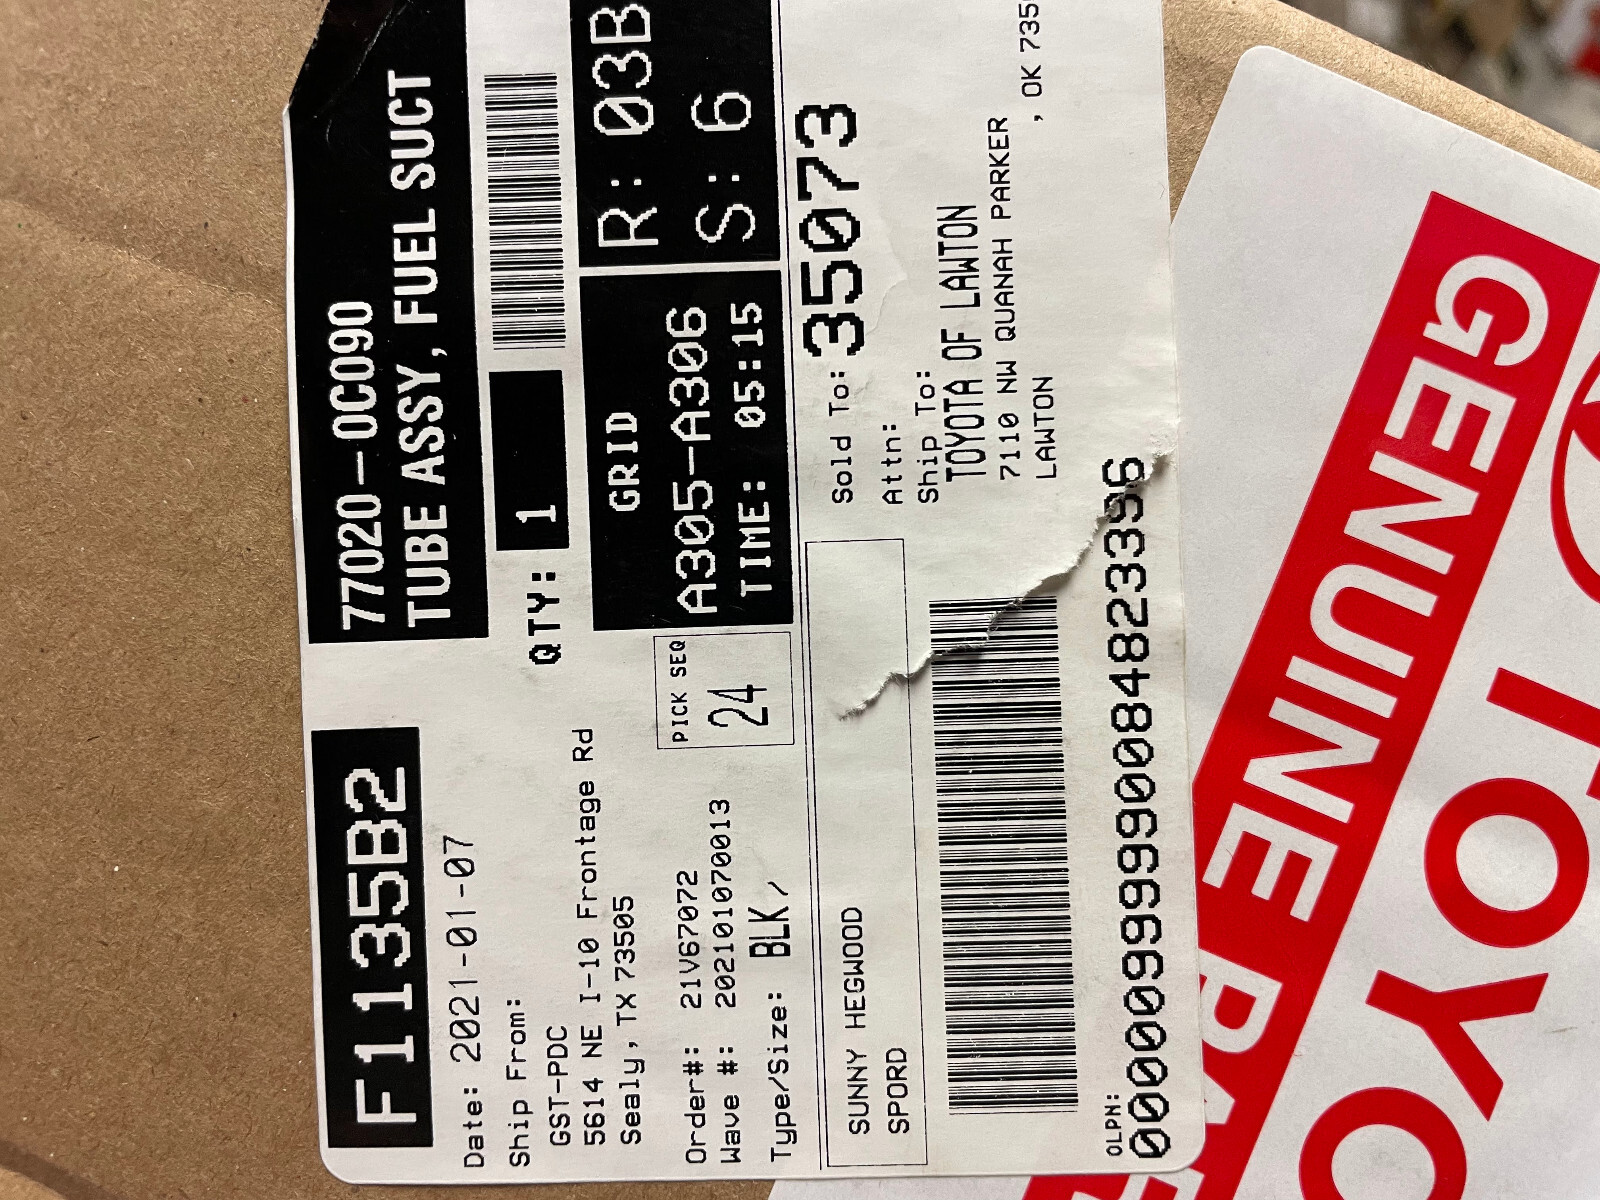 F1135B2
77020-0C090
TUBE ASSY, FUEL SUCT
Date: 2021-01-07
Ship From:
GST-PDC
5614 NE I-10 Frontage Rd
Sealy, TX 73505
QTY: 1
Order#: 21V67072
Wave #: 202101070013
Type/Size: BLK/
PICK SEQ
24
GRID
A305-A306
TIME: 05:15
R: 03B
S: 6
SUNNY HEGWOOD
SPORD
Sold To: 35073
Attn:
Ship To:
TOYOTA OF LAWTON
7110 NW QUANAH PARKER
LAWTON , OK 735
OLPN:
GENUINE PA
TOYO
TOYO